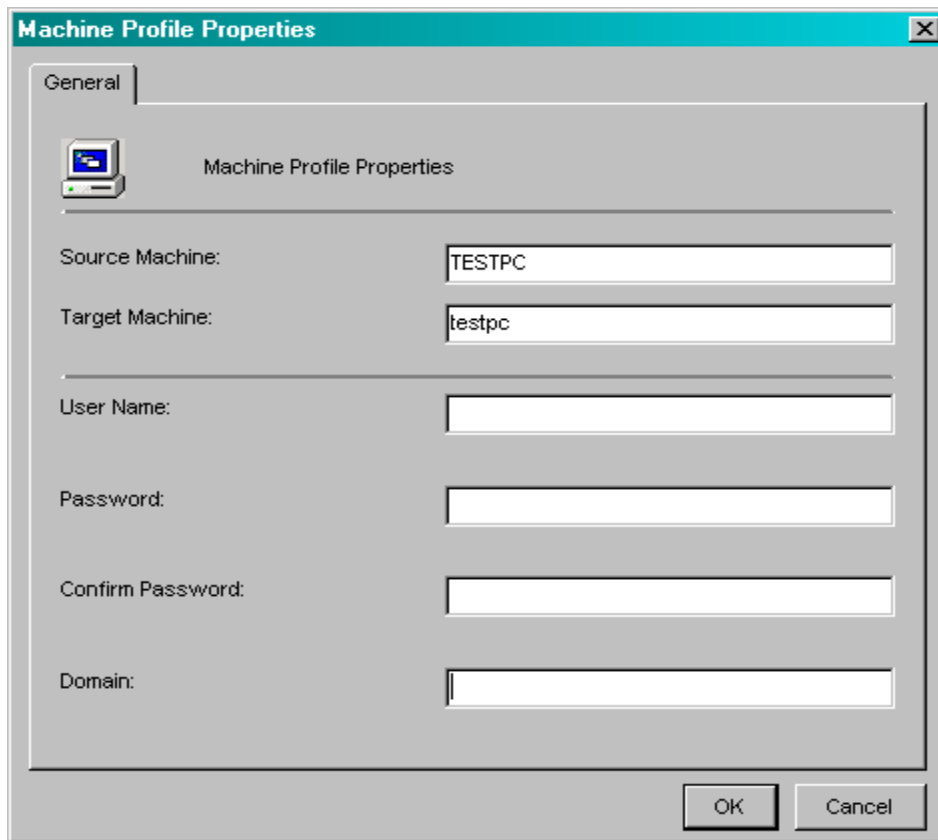 Machine Profile Properties
General
Machine Profile Properties
Source Machine: TESTPC
Target Machine: testpc
User Name:
Password:
Confirm Password:
Domain:
OK Cancel